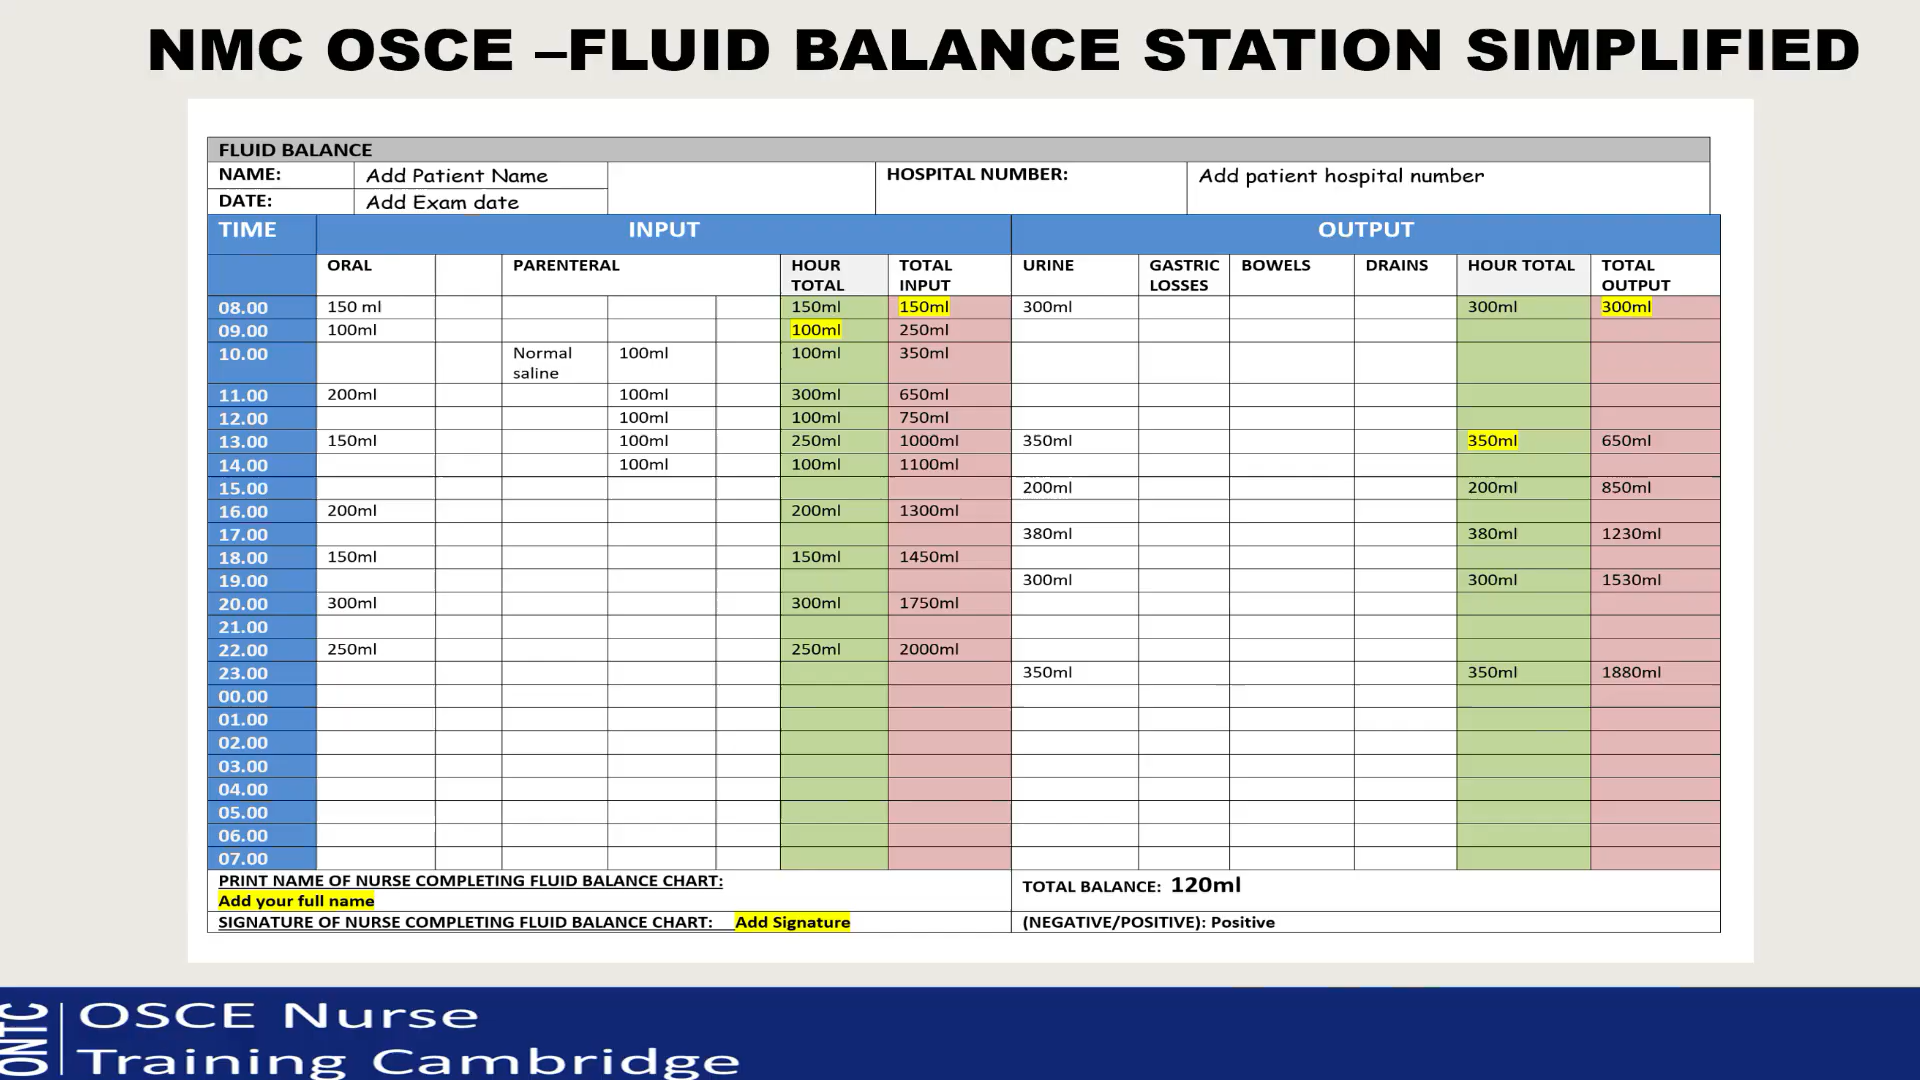 NMC OSCE –FLUID BALANCE STATION SIMPLIFIED
FLUID BALANCE
NAME: Add Patient Name HOSPITAL NUMBER: Add patient hospital number
DATE: Add Exam date
TIME INPUT OUTPUT
ORAL PARENTERAL HOUR TOTAL TOTAL INPUT URINE GASTRIC LOSSES BOWELS DRAINS HOUR TOTAL TOTAL OUTPUT
08.00 150 ml 150ml 150ml 300ml 300ml 300ml
09.00 100ml 100ml 250ml
10.00 Normal saline 100ml 100ml 350ml
11.00 200ml 100ml 300ml 650ml
12.00 100ml 100ml 750ml
13.00 150ml 100ml 250ml 1000ml 350ml 350ml 650ml
14.00 100ml 100ml 1100ml
15.00 200ml 200ml 850ml
16.00 200ml 200ml 1300ml
17.00 380ml 380ml 1230ml
18.00 150ml 150ml 1450ml
19.00 300ml 300ml 1530ml
20.00 300ml 300ml 1750ml
21.00
22.00 250ml 250ml 2000ml
23.00 350ml 350ml 1880ml
00.00
01.00
02.00
03.00
04.00
05.00
06.00
07.00
PRINT NAME OF NURSE COMPLETING FLUID BALANCE CHART:
Add your full name
TOTAL BALANCE: 120ml
SIGNATURE OF NURSE COMPLETING FLUID BALANCE CHART: Add Signature
(NEGATIVE/POSITIVE): Positive
ONTC
OSCE Nurse
Training Cambridge